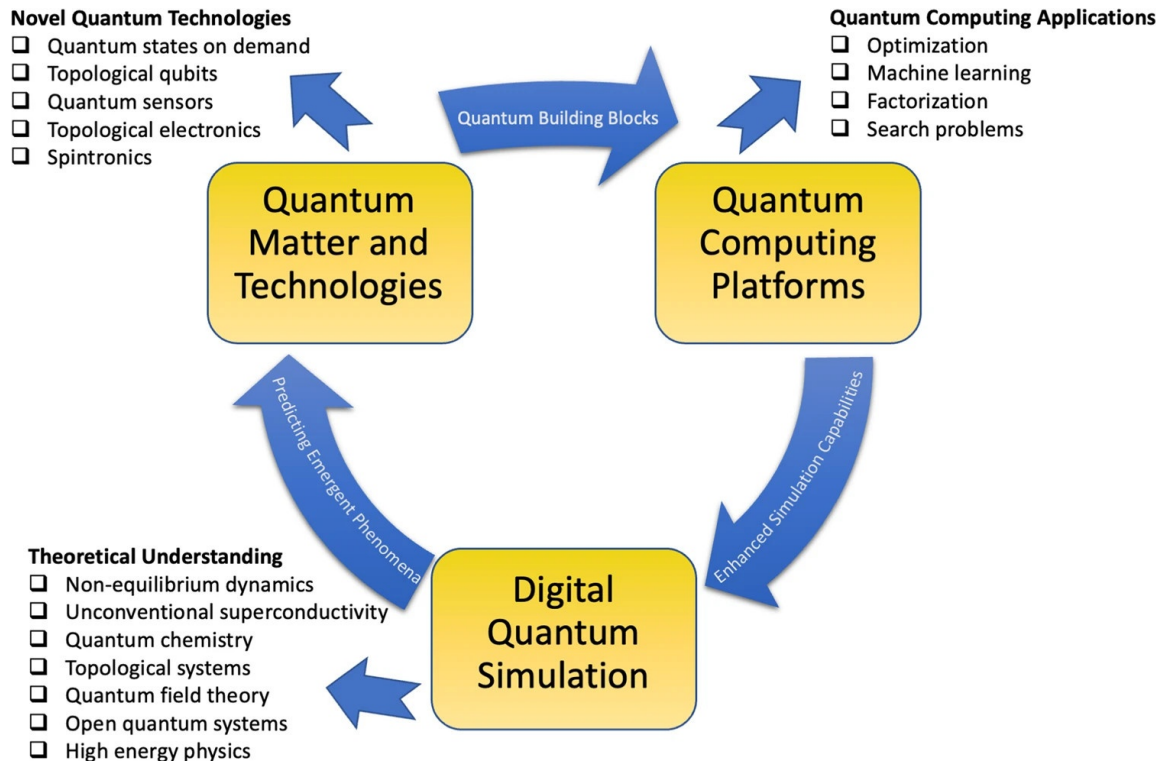 Novel Quantum Technologies
Quantum states on demand
Topological qubits
Quantum sensors
Topological electronics
Spintronics
Quantum Building Blocks
Quantum Computing Applications
Optimization
Machine learning
Factorization
Search problems
Quantum
Matter and
Technologies
Quantum
Computing
Platforms
Predicting Emergent Phenomena
Enhanced Simulation Capabilities
Theoretical Understanding
Non-equilibrium dynamics
Unconventional superconductivity
Quantum chemistry
Topological systems
Quantum field theory
Open quantum systems
High energy physics
Digital
Quantum
Simulation